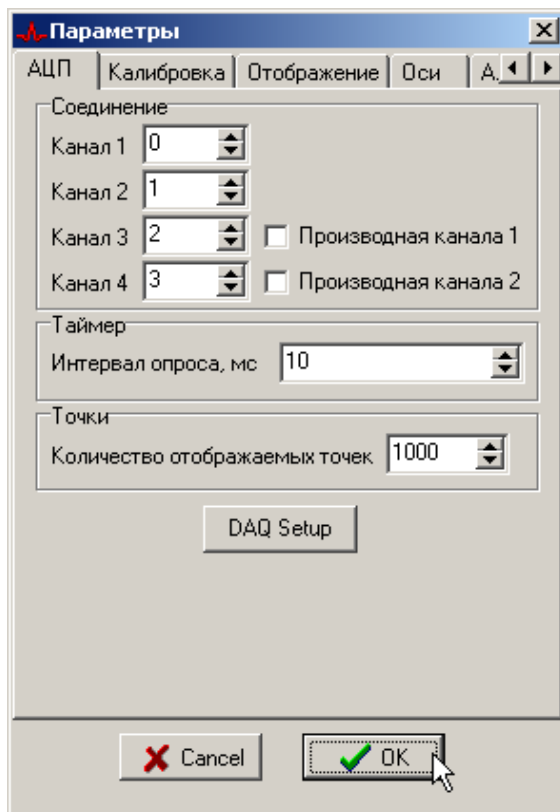 Параметры
АЦП Калибровка Отображение Оси А.
Соединение
Канал 1 0
Канал 2 1
Канал 3 2 Производная канала 1
Канал 4 3 Производная канала 2
Таймер
Интервал опроса, мс 10
Точки
Количество отображаемых точек 1000
DAQ Setup
Cancel OK